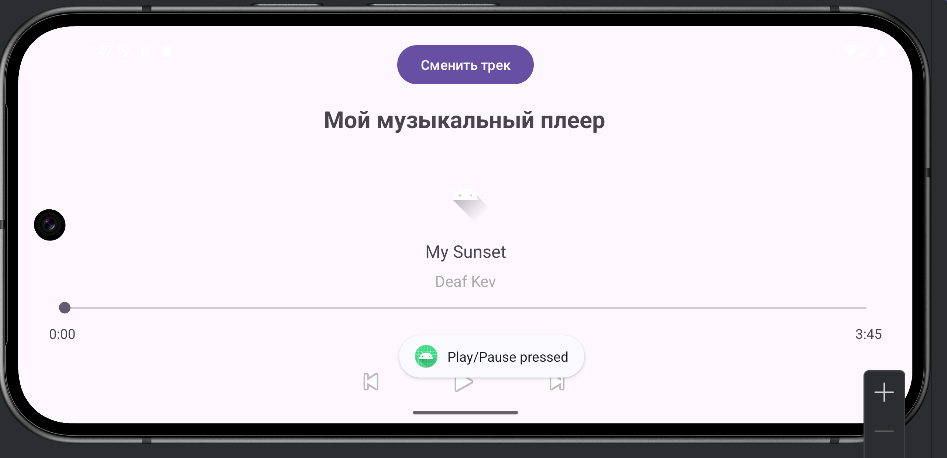 Сменить трек
Мой музыкальный плеер
My Sunset
Deaf Kev
0:00
3:45
Play/Pause pressed